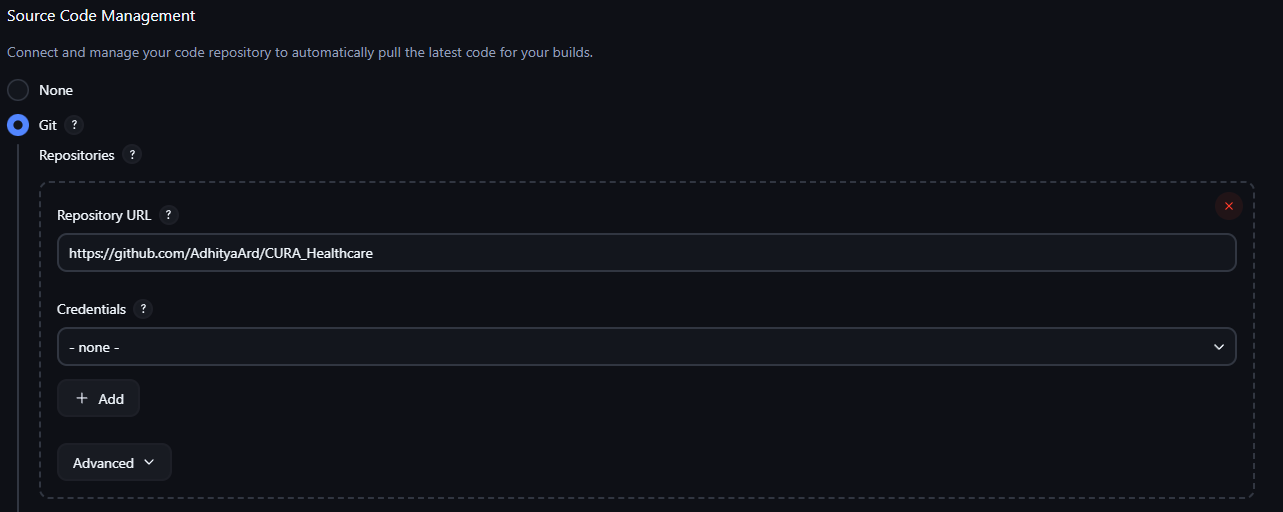 Source Code Management
Connect and manage your code repository to automatically pull the latest code for your builds.
None
Git ?
Repositories ?
Repository URL ?
https://github.com/AdhityaArd/CURA_Healthcare
Credentials ?
- none -
+ Add
Advanced